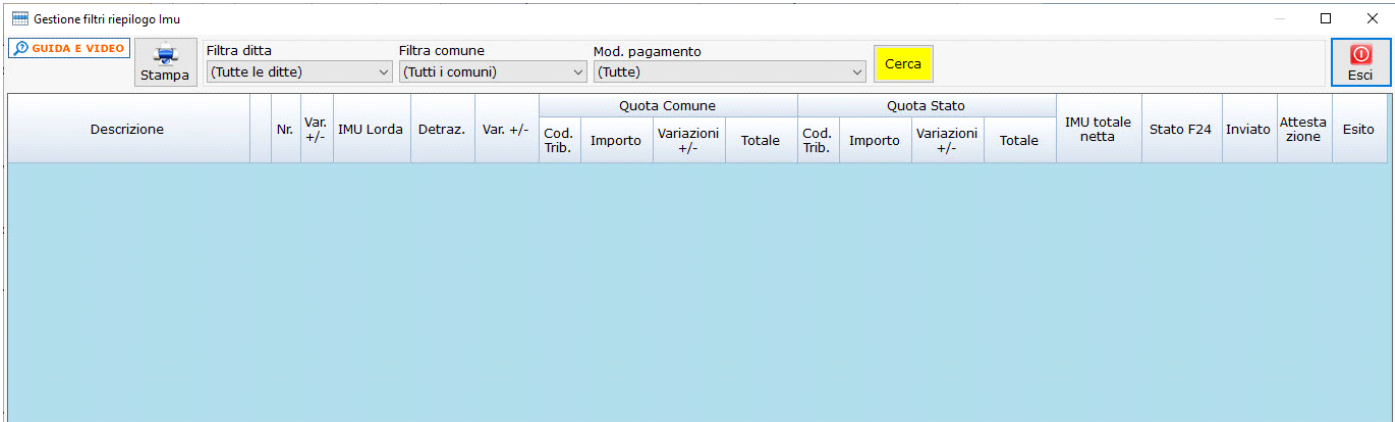 Gestione filtri riepilogo Imu
GUIDA E VIDEO
Stampa
Filtra ditta
(Tutte le ditte)
Filtra comune
(Tutti i comuni)
Mod. pagamento
(Tutte)
Cerca
Esci
Descrizione
Nr.
Var.
+/-
IMU Lorda
Detraz.
Var. +/-
Quota Comune
Cod.
Trib.
Importo
Variazioni
+/-
Totale
Quota Stato
Cod.
Trib.
Importo
Variazioni
+/-
Totale
IMU totale
netta
Stato F24
Inviato
Attesta
zione
Esito